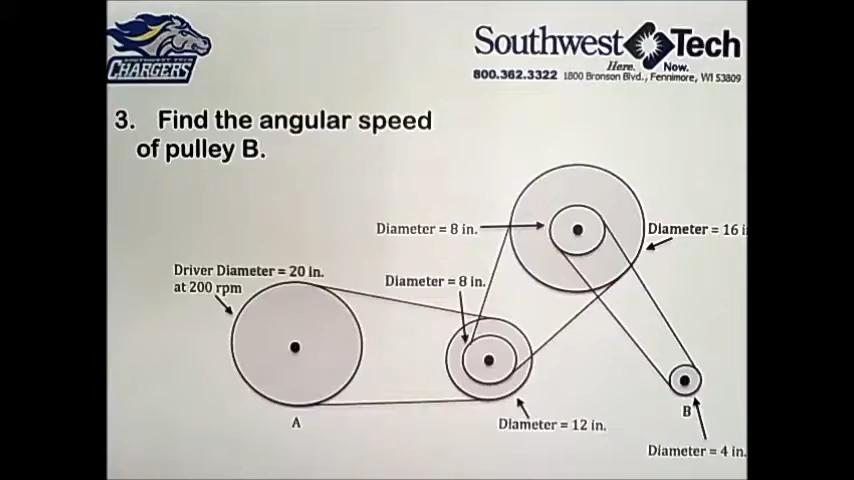 CHARGERS
Southwest Tech
Here. Now.
800.362.3322 1800 Bronson Blvd., Fennimore, WI 53809
3. Find the angular speed
of pulley B.
Diameter = 8 in.
Diameter = 16 i
Driver Diameter = 20 in.
at 200 rpm
Diameter = 8 in.
A
B
Diameter = 12 in.
Diameter = 4 in.